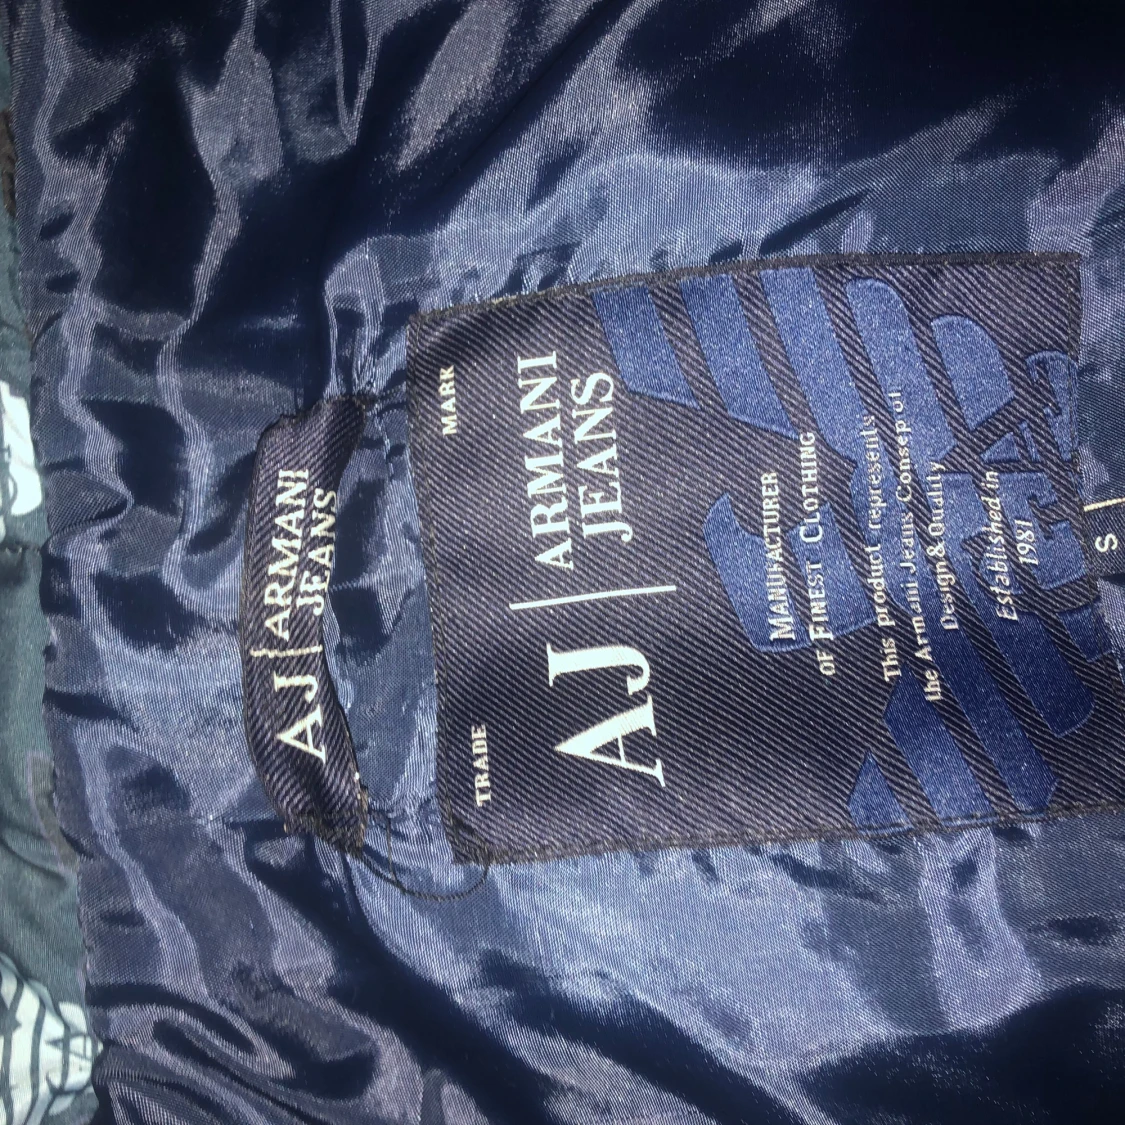 AJ | ARMANI
JEANS
TRADE MARK
AJ | ARMANI
JEANS
MANUFACTURER
OF FINEST CLOTHING
This product represents
the Armani Jeans Consep of
Design & Quality
Established in
1981
S